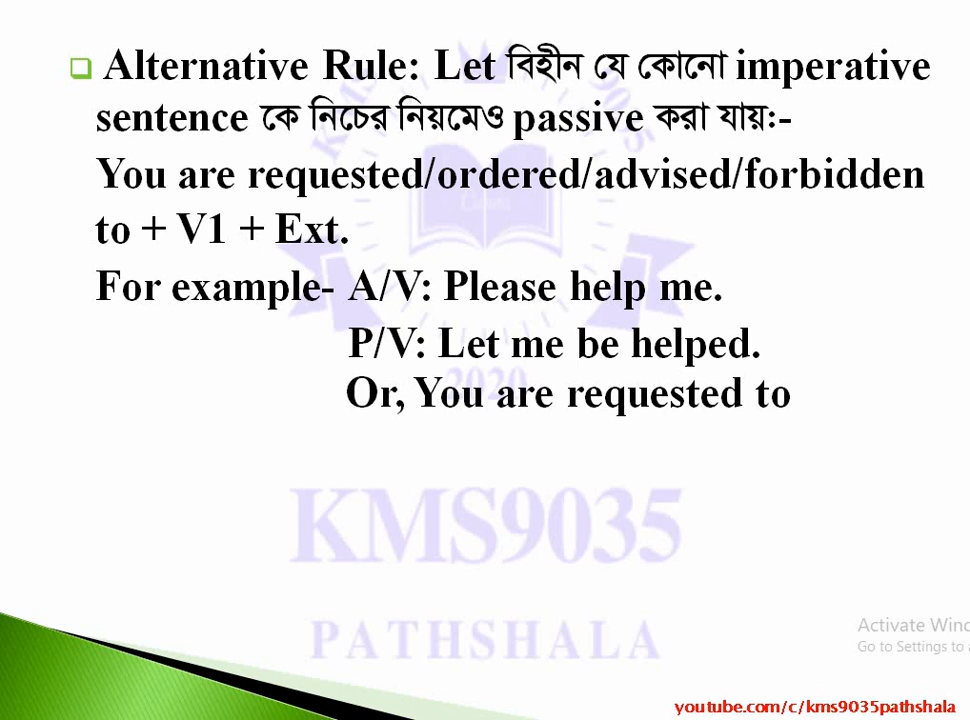 Alternative Rule: Let বিহীন যে কোনো imperative
sentence কে নিচের নিয়মেও passive করা যায়ঃ-
You are requested/ordered/advised/forbidden
to + V1 + Ext.
For example- A/V: Please help me.
P/V: Let me be helped.
Or, You are requested to
2020
KMS9035
PATHSHALA
Activate Wind
Go to Settings to a
youtube.com/c/kms9035pathshala